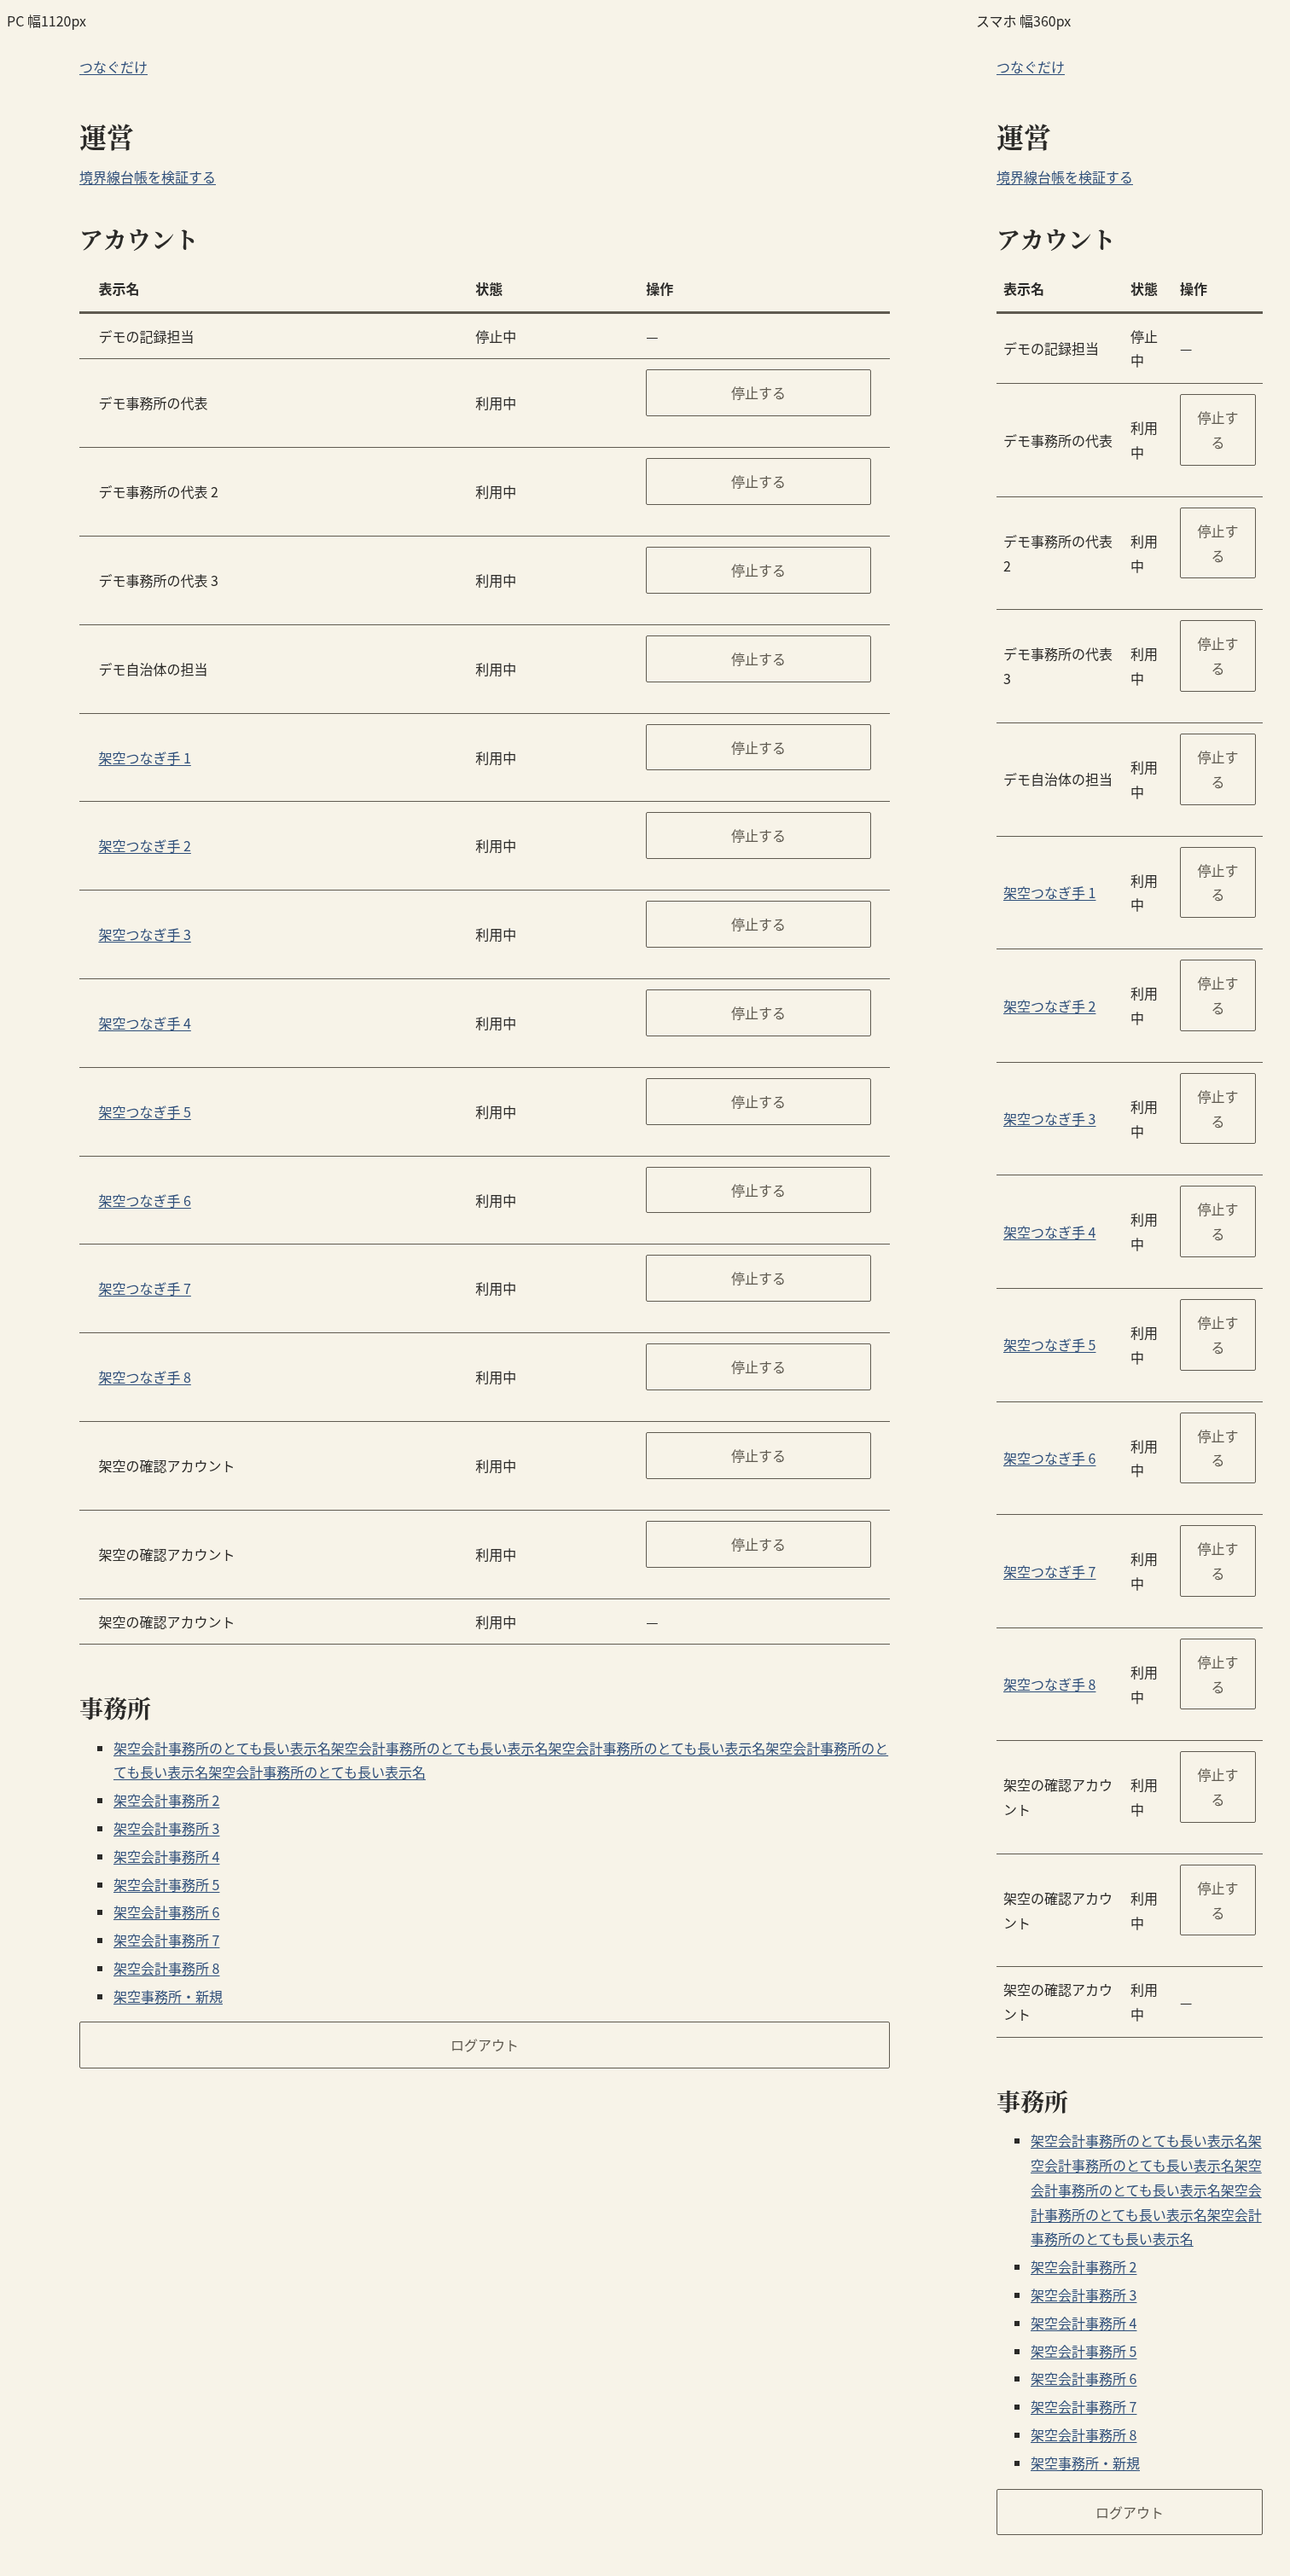 PC 幅1120px
つなぐだけ
運営
境界線台帳を検証する
アカウント
表示名 状態 操作
デモの記録担当 停止中 —
デモ事務所の代表 利用中 停止する
デモ事務所の代表 2 利用中 停止する
デモ事務所の代表 3 利用中 停止する
デモ自治体の担当 利用中 停止する
架空つなぎ手 1 利用中 停止する
架空つなぎ手 2 利用中 停止する
架空つなぎ手 3 利用中 停止する
架空つなぎ手 4 利用中 停止する
架空つなぎ手 5 利用中 停止する
架空つなぎ手 6 利用中 停止する
架空つなぎ手 7 利用中 停止する
架空つなぎ手 8 利用中 停止する
架空の確認アカウント 利用中 停止する
架空の確認アカウント 利用中 停止する
架空の確認アカウント 利用中 —
事務所
架空会計事務所のとても長い表示名架空会計事務所のとても長い表示名架空会計事務所のとても長い表示名架空会計事務所のと
ても長い表示名架空会計事務所のとても長い表示名
架空会計事務所 2
架空会計事務所 3
架空会計事務所 4
架空会計事務所 5
架空会計事務所 6
架空会計事務所 7
架空会計事務所 8
架空事務所・新規
ログアウト
スマホ 幅360px
つなぐだけ
運営
境界線台帳を検証する
アカウント
表示名 状態 操作
デモの記録担当
停止
中
—
デモ事務所の代表
利用
中
停止す
る
デモ事務所の代表
2
利用
中
停止す
る
デモ事務所の代表
3
利用
中
停止す
る
デモ自治体の担当
利用
中
停止す
る
架空つなぎ手 1
利用
中
停止す
る
架空つなぎ手 2
利用
中
停止す
る
架空つなぎ手 3
利用
中
停止す
る
架空つなぎ手 4
利用
中
停止す
る
架空つなぎ手 5
利用
中
停止す
る
架空つなぎ手 6
利用
中
停止す
る
架空つなぎ手 7
利用
中
停止す
る
架空つなぎ手 8
利用
中
停止す
る
架空の確認アカウ
ント
利用
中
停止す
る
架空の確認アカウ
ント
利用
中
停止す
る
架空の確認アカウ
ント
利用
中
—
事務所
架空会計事務所のとても長い表示名架
空会計事務所のとても長い表示名架空
会計事務所のとても長い表示名架空会
計事務所のとても長い表示名架空会計
事務所のとても長い表示名
架空会計事務所 2
架空会計事務所 3
架空会計事務所 4
架空会計事務所 5
架空会計事務所 6
架空会計事務所 7
架空会計事務所 8
架空事務所・新規
ログアウト